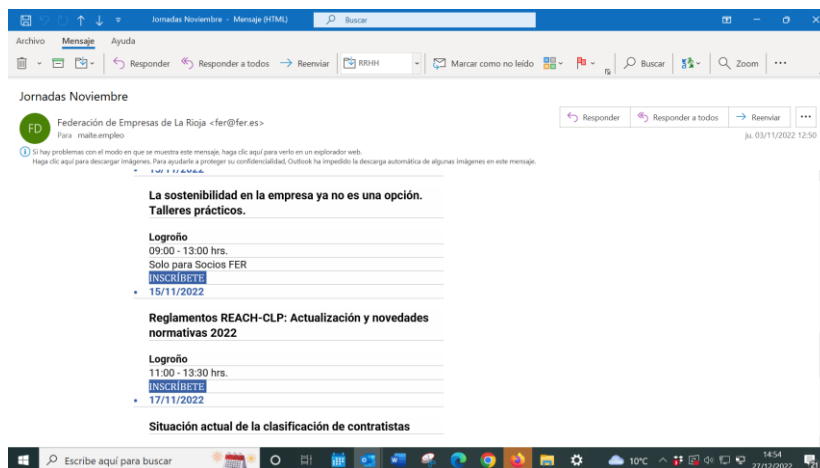 Jornadas Noviembre - Mensaje (HTML)
Buscar
Archivo Mensaje Ayuda
Responder Responder a todos Reenviar RRHH Marcar como no leído Buscar Zoom
Jornadas Noviembre
FD
Federación de Empresas de La Rioja <fer@fer.es>
Para maite.empleo
Responder Responder a todos Reenviar
ju. 03/11/2022 12:50
Si hay problemas con el modo en que se muestra este mensaje, haga clic aquí para verlo en un explorador web.
Haga clic aquí para descargar imágenes. Para ayudarle a proteger su confidencialidad, Outlook ha impedido la descarga automática de algunas imágenes en este mensaje.
La sostenibilidad en la empresa ya no es una opción.
Talleres prácticos.
Logroño
09:00 - 13:00 hrs.
Solo para Socios FER
INSCRÍBETE
• 15/11/2022
Reglamentos REACH-CLP: Actualización y novedades
normativas 2022
Logroño
11:00 - 13:30 hrs.
INSCRÍBETE
• 17/11/2022
Situación actual de la clasificación de contratistas
Escribe aquí para buscar
10°C
14:54
27/12/2022
21